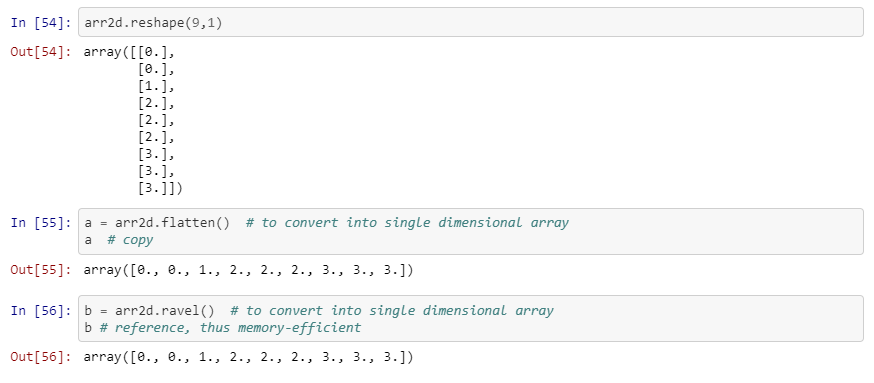 In [54]: arr2d.reshape(9,1)
Out[54]: array([[0.],
[0.],
[1.],
[2.],
[2.],
[2.],
[3.],
[3.],
[3.]])
In [55]: a = arr2d.flatten()  # to convert into single dimensional array
a  # copy
Out[55]: array([0., 0., 1., 2., 2., 2., 3., 3., 3.])
In [56]: b = arr2d.ravel()  # to convert into single dimensional array
b # reference, thus memory-efficient
Out[56]: array([0., 0., 1., 2., 2., 2., 3., 3., 3.])